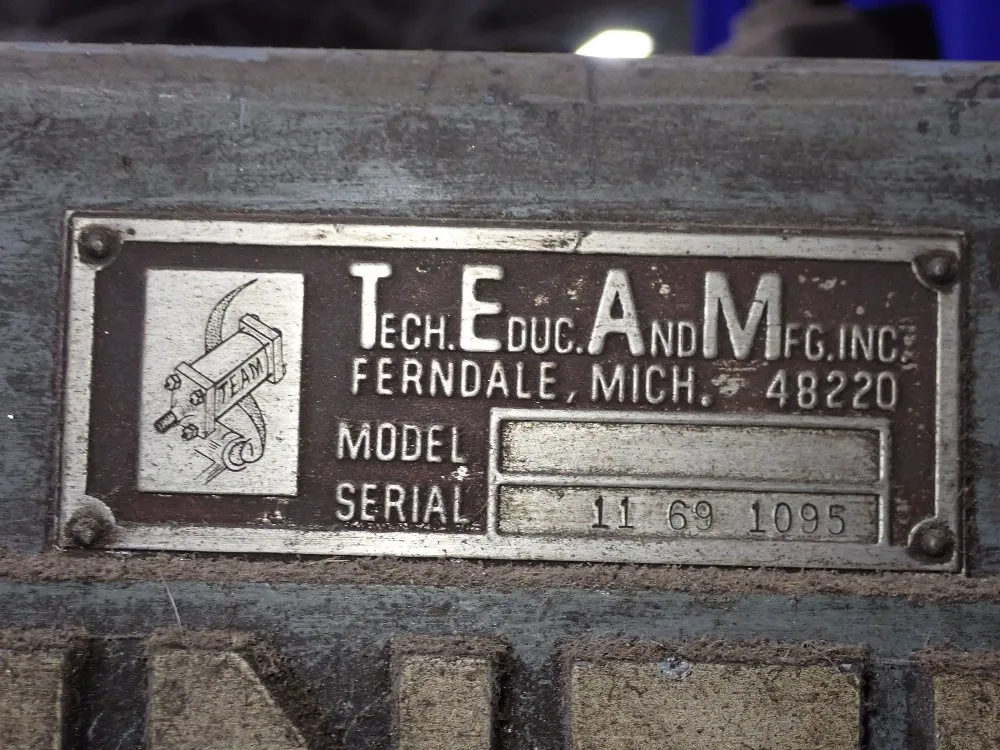 TEAM
TECH. EDUC. AND MFG. INC.
FERNDALE, MICH. 48220
MODEL
SERIAL 11 69 1095